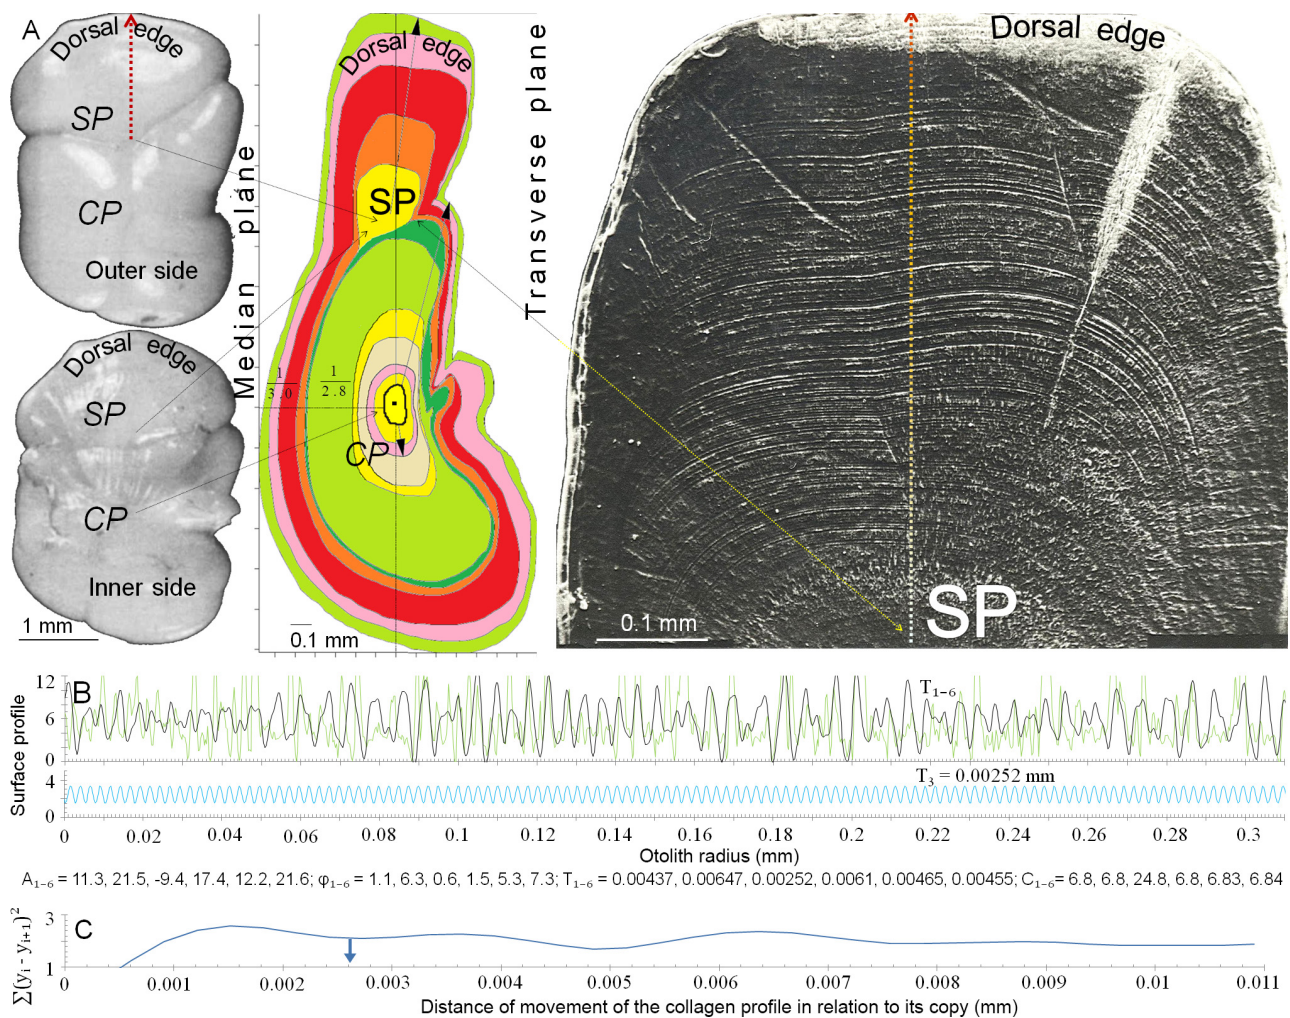 A
Dorsal edge
SP
CP
Outer side
Dorsal edge
SP
CP
Inner side
1 mm
Median plane
Dorsal edge
SP
1
3.0
1
2.8
CP
0.1 mm
Transverse plane
Dorsal edge
SP
0.1 mm
B
Surface profile
12
6
0
T1–6
4
2
0
T3 = 0.00252 mm
0 0.02 0.04 0.06 0.08 0.1 0.12 0.14 0.16 0.18 0.2 0.22 0.24 0.26 0.28 0.3
Otolith radius (mm)
A1–6 = 11.3, 21.5, -9.4, 17.4, 12.2, 21.6; φ1–6 = 1.1, 6.3, 0.6, 1.5, 5.3, 7.3; T1–6 = 0.00437, 0.00647, 0.00252, 0.0061, 0.00465, 0.00455; C1–6= 6.8, 6.8, 24.8, 6.8, 6.83, 6.84
C
∑(yi - yi+1)2
3
1
0 0.001 0.002 0.003 0.004 0.005 0.006 0.007 0.008 0.009 0.01 0.011
Distance of movement of the collagen profile in relation to its copy (mm)